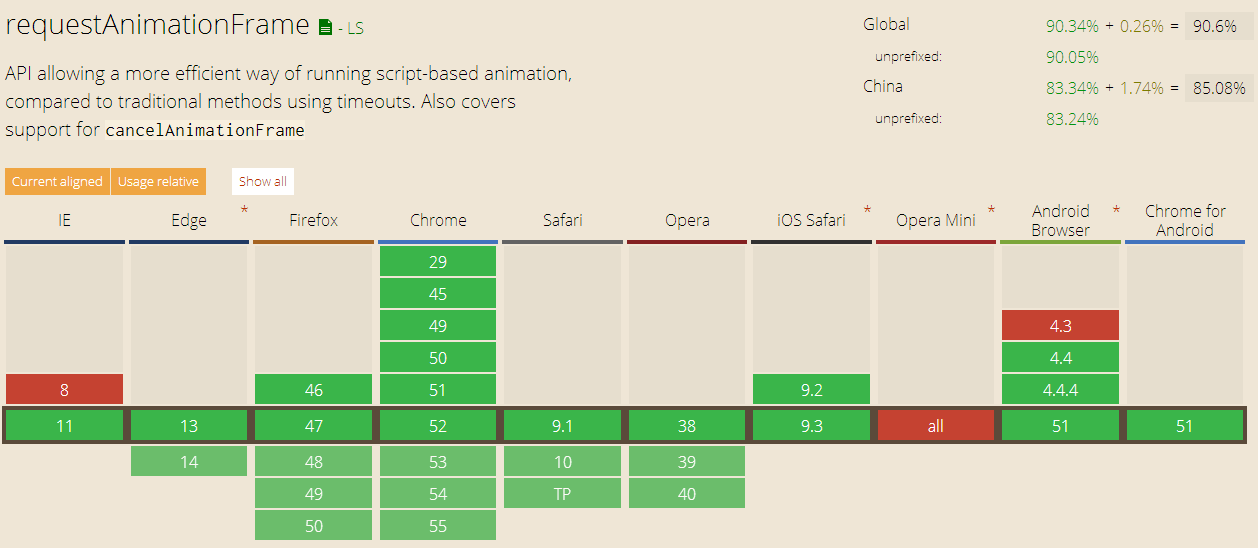 requestAnimationFrame - LS
API allowing a more efficient way of running script-based animation,
compared to traditional methods using timeouts. Also covers
support for cancelAnimationFrame
Global 90.34% + 0.26% = 90.6%
unprefixed: 90.05%
China 83.34% + 1.74% = 85.08%
unprefixed: 83.24%
Current aligned Usage relative Show all
IE Edge * Firefox Chrome Safari Opera iOS Safari * Opera Mini * Android Browser * Chrome for Android
29
45
49 4.3
50 4.4
8 46 51 9.2 4.4.4
11 13 47 52 9.1 38 9.3 all 51 51
14 48 53 10 39
49 54 TP 40
50 55